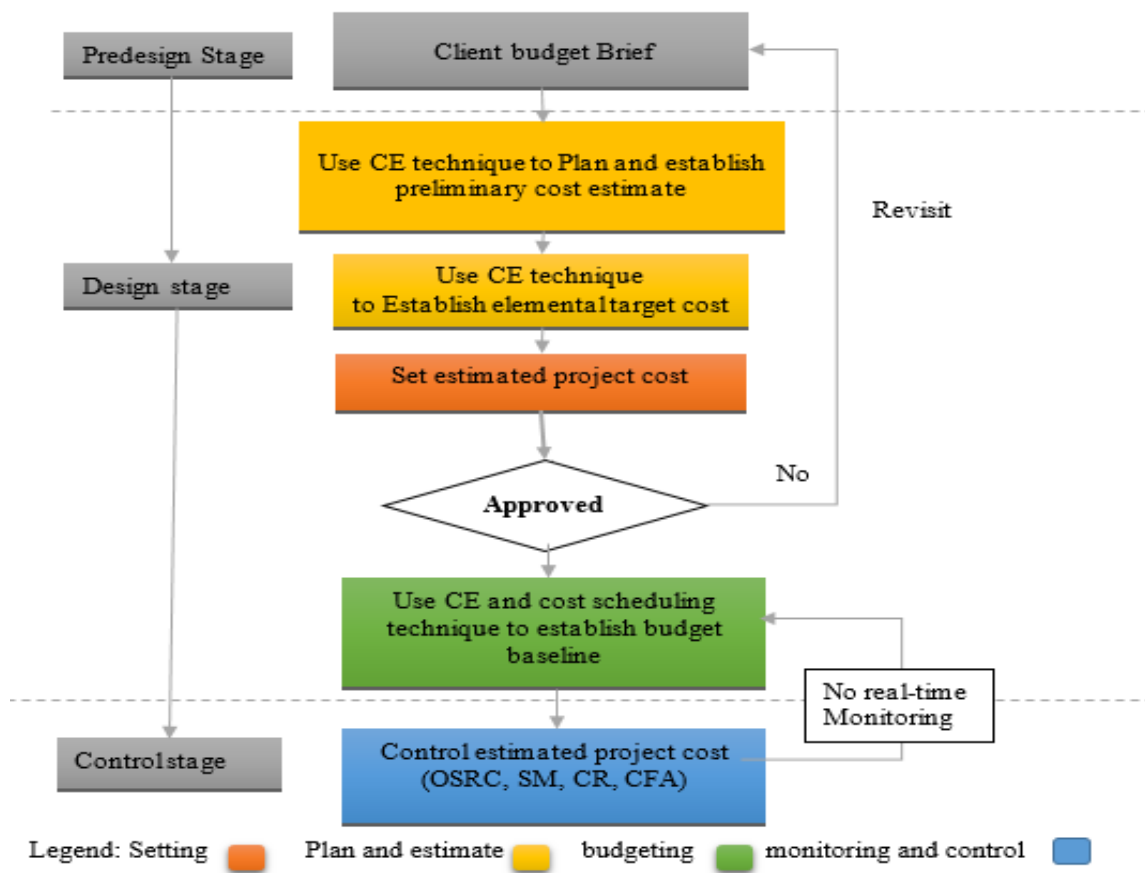 Predesign Stage
Client budget Brief
Use CE technique to Plan and establish
preliminary cost estimate
Revisit
Design stage
Use CE technique
to Establish elemental target cost
Set estimated project cost
No
Approved
Use CE and cost scheduling
technique to establish budget
baseline
No real-time
Monitoring
Control stage
Control estimated project cost
(OSRC, SM, CR, CFA)
Legend: Setting Plan and estimate budgeting monitoring and control